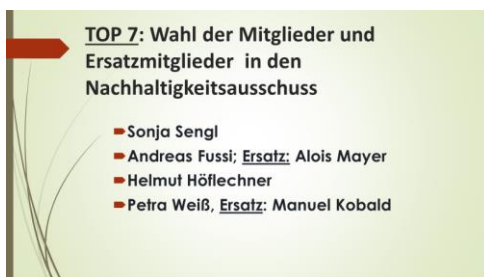 TOP 7: Wahl der Mitglieder und
Ersatzmitglieder in den
Nachhaltigkeitsausschuss
Sonja Sengl
Andreas Fussi; Ersatz: Alois Mayer
Helmut Höflechner
Petra Weiß, Ersatz: Manuel Kobald